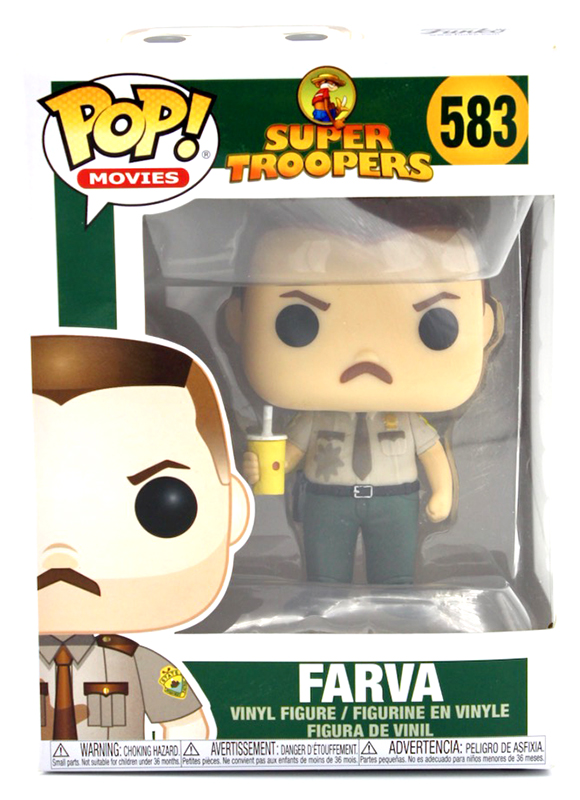 Funko
POP!®
MOVIES
SUPER
TROOPERS
583
FARVA
VINYL FIGURE / FIGURINE EN VINYLE
FIGURA DE VINIL
WARNING: CHOKING HAZARD.
Small parts. Not suitable for children under 36 months.
AVERTISSEMENT: DANGER D'ÉTOUFFEMENT.
Petites pièces. Ne convient pas aux enfants de moins de 36 mois.
ADVERTENCIA: PELIGRO DE ASFIXIA.
Partes pequeñas. No es adecuado para niños menores de 36 meses.